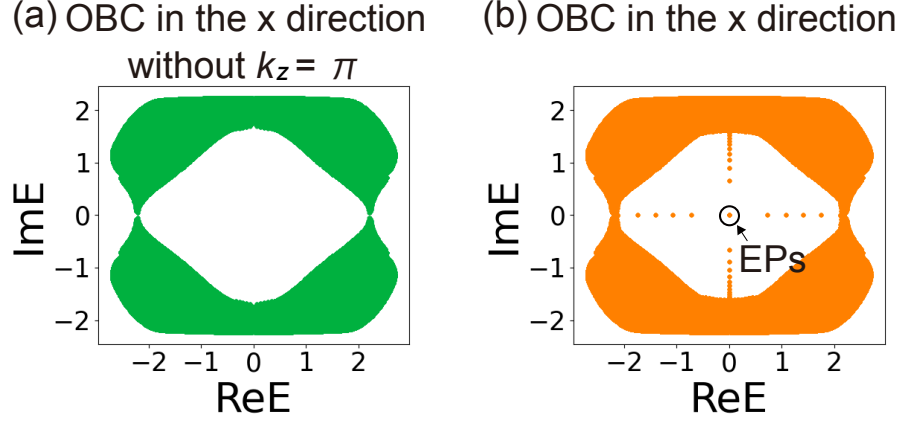 (a) OBC in the x direction
without k_z = π
2
1
0
−1
−2
ImE
−2 −1 0 1 2
ReE
(b) OBC in the x direction
2
1
0
−1
−2
ImE
EPs
−2 −1 0 1 2
ReE